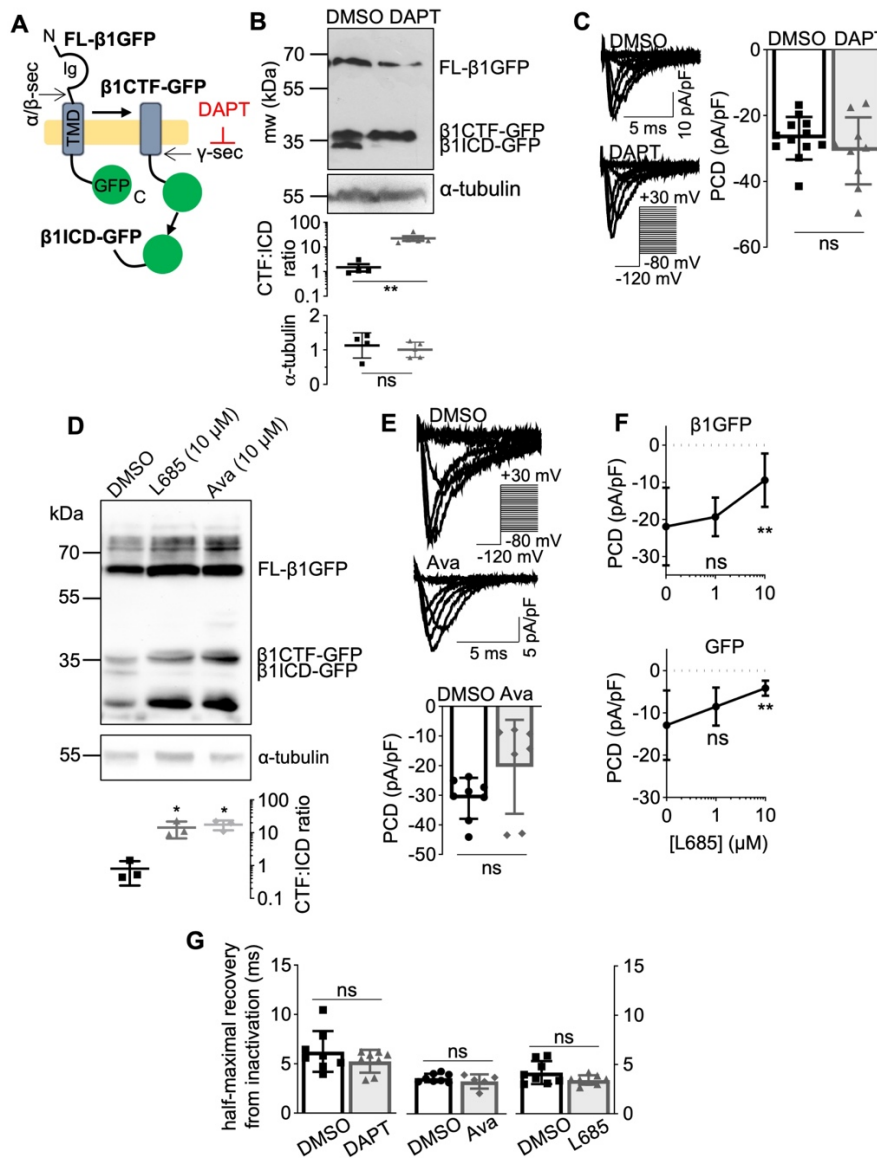 A
N
FL-β1GFP
Ig
α/β-sec
β1CTF-GFP
DAPT
TMD
γ-sec
GFP
C
β1ICD-GFP
B
DMSO DAPT
mw (kDa)
70
FL-β1GFP
35
β1CTF-GFP
β1ICD-GFP
55
α-tubulin
CTF:ICD
ratio
100
10
1
0.1
**
α-tubulin
2
1
0
ns
C
DMSO
10 pA/pF
5 ms
DAPT
+30 mV
-80 mV
-120 mV
DMSO DAPT
PCD (pA/pF)
0
-20
-40
-60
ns
D
DMSO
L685 (10 µM)
Ava (10 µM)
kDa
70
FL-β1GFP
55
35
β1CTF-GFP
β1ICD-GFP
55
α-tubulin
* *
100
10
1
0.1
CTF:ICD ratio
E
DMSO
+30 mV
-80 mV
-120 mV
Ava
5 ms
5 pA/pF
DMSO Ava
PCD (pA/pF)
0
-10
-20
-30
-40
-50
ns
F
β1GFP
PCD (pA/pF)
0
-10
-20
-30
ns
**
0 1 10
GFP
PCD (pA/pF)
0
-10
-20
-30
ns
**
0 1 10
[L685] (µM)
G
half-maximal recovery
from inactivation (ms)
15
10
5
0
ns
DMSO
DAPT
ns
DMSO
Ava
ns
DMSO
L685
15
10
5
0